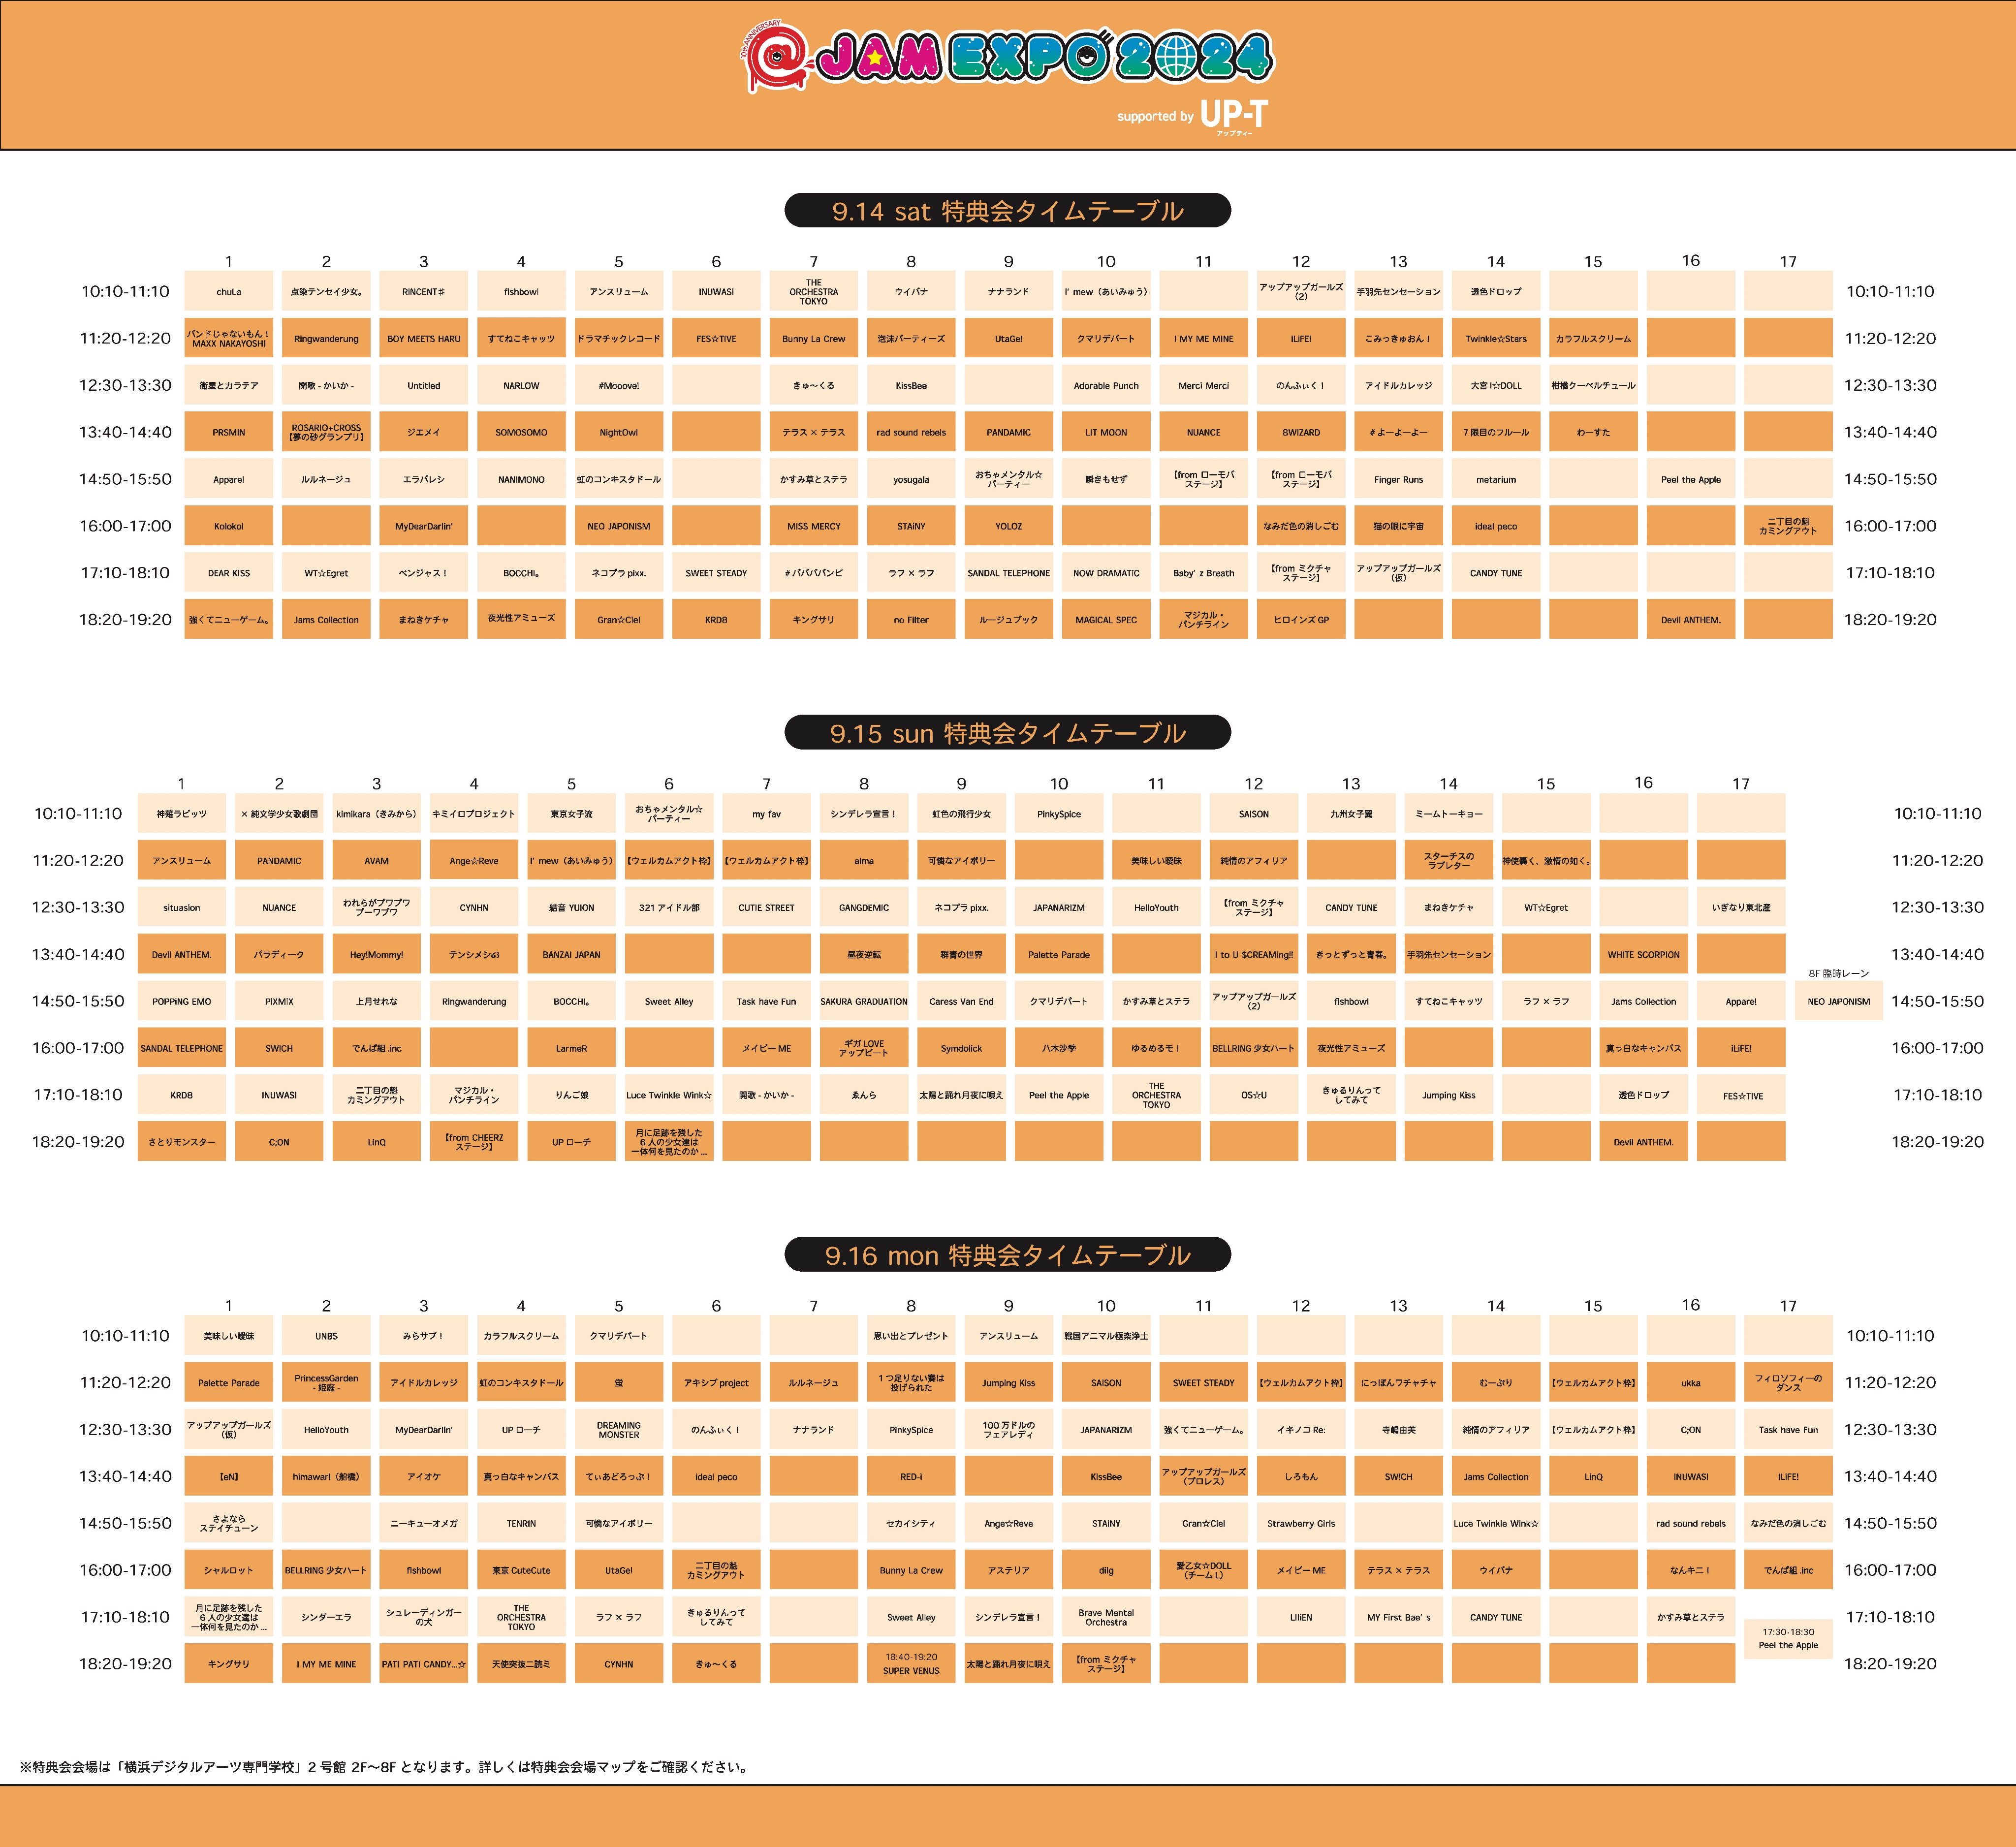 10th ANNIVERSARY
@JAM EXPO 2024
supported by UP-T
アップティー
9.14 sat 特典会タイムテーブル
1 2 3 4 5 6 7 8 9 10 11 12 13 14 15 16 17
10:10-11:10 chuLa 点染テンセイ少女。 RINCENT♯ fishbowl アンスリューム INUWASI THE ORCHESTRA TOKYO ウイバナ ナナランド I' mew（あいみゅう） アップアップガールズ（2） 手羽先センセーション 透色ドロップ 10:10-11:10
11:20-12:20 バンドじゃないもん！MAXX NAKAYOSHI Ringwanderung BOY MEETS HARU すてねこキャッツ ドラマチックレコード FES☆TIVE Bunny La Crew 泡沫パーティーズ UtaGe! クマリデパート I MY ME MINE iLiFE! こみっきゅおん！ Twinkle☆Stars カラフルスクリーム 11:20-12:20
12:30-13:30 衛星とカラテア 開歌 - かいか - Untitled NARLOW #Mooove! きゅ～くる KissBee Adorable Punch Merci Merci のんふぃく！ アイドルカレッジ 大宮 I☆DOLL 柑橘クーベルチュール 12:30-13:30
13:40-14:40 PRSMIN ROSARIO+CROSS【夢の砂グランプリ】 ジエメイ SOMOSOMO NightOwl テラス × テラス rad sound rebels PANDAMIC LIT MOON NUANCE BWIZARD # よーよーよー 7 限目のフルール わーすた 13:40-14:40
14:50-15:50 Appare! ルルネージュ エラバレシ NANIMONO 虹のコンキスタドール かすみ草とステラ yosugala おちゃメンタル☆パーティー 瞬きもせず 【from ローモバステージ】 【from ローモバステージ】 Finger Runs metarium Peel the Apple 14:50-15:50
16:00-17:00 Kolokol MyDearDarlin' NEO JAPONISM MISS MERCY STAiNY YOLOZ なみだ色の消しごむ 猫の眼に宇宙 ideal peco 二丁目の魁カミングアウト 16:00-17:00
17:10-18:10 DEAR KISS WT☆Egret ベンジャス！ BOCCHI。 ネコプラ pixx. SWEET STEADY # ババババンビ ラフ × ラフ SANDAL TELEPHONE NOW DRAMATiC Baby' z Breath 【from ミクチャステージ】 アップアップガールズ（仮） CANDY TUNE 17:10-18:10
18:20-19:20 強くてニューゲーム。 Jams Collection まねきケチャ 夜光性アミューズ Gran☆Ciel KRD8 キングサリ no Filter ルージュブック MAGICAL SPEC マジカル・パンチライン ヒロインズ GP Devil ANTHEM. 18:20-19:20
9.15 sun 特典会タイムテーブル
1 2 3 4 5 6 7 8 9 10 11 12 13 14 15 16 17
10:10-11:10 神薙ラビッツ × 純文学少女歌劇団 kimikara（きみから） キミイロプロジェクト 東京女子流 おちゃメンタル☆パーティー my fav シンデレラ宣言！ 虹色の飛行少女 PinkySpice SAISON 九州女子翼 ミームトーキョー 10:10-11:10
11:20-12:20 アンスリューム PANDAMIC AVAM Ange☆Reve I' mew（あいみゅう） 【ウェルカムアクト枠】 【ウェルカムアクト枠】 alma 可憐なアイボリー 美味しい曖昧 純情のアフィリア スターチスのラブレター 神使轟く、激情の如く。 11:20-12:20
12:30-13:30 situasion NUANCE われらがプワプワプーワプワ CYNHN 結音 YUION 321 アイドル部 CUTIE STREET GANGDEMIC ネコプラ pixx. JAPANARIZM HelloYouth 【from ミクチャステージ】 CANDY TUNE まねきケチャ WT☆Egret いぎなり東北産 12:30-13:30
13:40-14:40 Devil ANTHEM. パラディーク Hey!Mommy! テンシメシ໒꒱ BANZAI JAPAN 昼夜逆転 群青の世界 Palette Parade I to U $CREAMing!! きっとずっと青春。 手羽先センセーション WHITE SCORPION 13:40-14:40
8F 臨時レーン
14:50-15:50 POPPiNG EMO PiXMiX 上月せれな Ringwanderung BOCCHI。 Sweet Alley Task have Fun SAKURA GRADUATION Caress Van End クマリデパート かすみ草とステラ アップアップガールズ（2） fishbowl すてねこキャッツ ラフ × ラフ Jams Collection Appare! NEO JAPONISM 14:50-15:50
16:00-17:00 SANDAL TELEPHONE SW!CH でんぱ組 .inc LarmeR メイビー ME ギガ LOVEアップビート Symdolick 八木沙季 ゆるめるモ！ BELLRING 少女ハート 夜光性アミューズ 真っ白なキャンバス iLiFE! 16:00-17:00
17:10-18:10 KRD8 INUWASI 二丁目の魁カミングアウト マジカル・パンチライン りんご娘 Luce Twinkle Wink☆ 開歌 - かいか - ゑんら 太陽と踊れ月夜に唄え Peel the Apple THE ORCHESTRA TOKYO OS☆U きゅるりんってしてみて Jumping Kiss 透色ドロップ FES☆TIVE 17:10-18:10
18:20-19:20 さとりモンスター C;ON LinQ 【from CHEERZステージ】 UP ローチ 月に足跡を残した６人の少女達は一体何を見たのか ... Devil ANTHEM. 18:20-19:20
9.16 mon 特典会タイムテーブル
1 2 3 4 5 6 7 8 9 10 11 12 13 14 15 16 17
10:10-11:10 美味しい曖昧 UNBS みらサブ！ カラフルスクリーム クマリデパート 思い出とプレゼント アンスリューム 戦国アニマル極楽浄土 10:10-11:10
11:20-12:20 Palette Parade PrincessGarden- 姫庭 - アイドルカレッジ 虹のコンキスタドール 蛍 アキシブ project ルルネージュ １つ足りない賽は投げられた Jumping Kiss SAISON SWEET STEADY 【ウェルカムアクト枠】 にっぽんワチャチャ むーぷり 【ウェルカムアクト枠】 ukka フィロソフィーのダンス 11:20-12:20
12:30-13:30 アップアップガールズ（仮） HelloYouth MyDearDarlin' UP ローチ DREAMING MONSTER のんふぃく！ ナナランド PinkySpice 100 万ドルのフェアレディ JAPANARIZM 強くてニューゲーム。 イキノコ Re: 寺嶋由芙 純情のアフィリア 【ウェルカムアクト枠】 C;ON Task have Fun 12:30-13:30
13:40-14:40 【eN】 himawari（船橋） アイオケ 真っ白なキャンバス てぃあどろっぷ！ ideal peco RED-i KissBee アップアップガールズ（プロレス） しろもん SW!CH Jams Collection LinQ INUWASI iLiFE! 13:40-14:40
14:50-15:50 さよならステイチューン ニーキューオメガ TENRIN 可憐なアイボリー セカイシティ Ange☆Reve STAiNY Gran☆Ciel Strawberry Girls Luce Twinkle Wink☆ rad sound rebels なみだ色の消しごむ 14:50-15:50
16:00-17:00 シャルロット BELLRING 少女ハート fishbowl 東京 CuteCute UtaGe! 二丁目の魁カミングアウト Bunny La Crew アステリア dilg 愛乙女☆DOLL（チーム L） メイビー ME テラス × テラス ウイバナ なんキニ！ でんぱ組 .inc 16:00-17:00
17:10-18:10 月に足跡を残した６人の少女達は一体何を見たのか ... シンダーエラ シュレーディンガーの犬 THE ORCHESTRA TOKYO ラフ × ラフ きゅるりんってしてみて Sweet Alley シンデレラ宣言！ Brave Mental Orchestra LIliEN MY First Bae' s CANDY TUNE かすみ草とステラ 17:10-18:10
17:30-18:30 Peel the Apple
18:20-19:20 キングサリ I MY ME MINE PATI PATI CANDY...☆ 天使突抜ニ読ミ CYNHN きゅ～くる 18:40-19:20 SUPER VENUS 太陽と踊れ月夜に唄え 【from ミクチャステージ】 18:20-19:20
※特典会会場は「横浜デジタルアーツ専門学校」2 号館 2F～8F となります。詳しくは特典会会場マップをご確認ください。